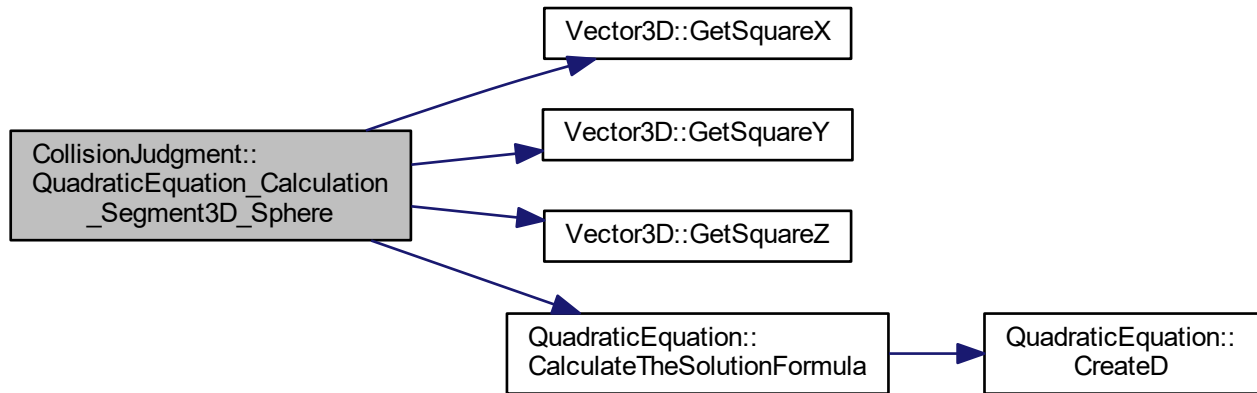 Vector3D::GetSquareX
Vector3D::GetSquareY
CollisionJudgment::
QuadraticEquation_Calculation
_Segment3D_Sphere
Vector3D::GetSquareZ
QuadraticEquation::
CalculateTheSolutionFormula
QuadraticEquation::
CreateD